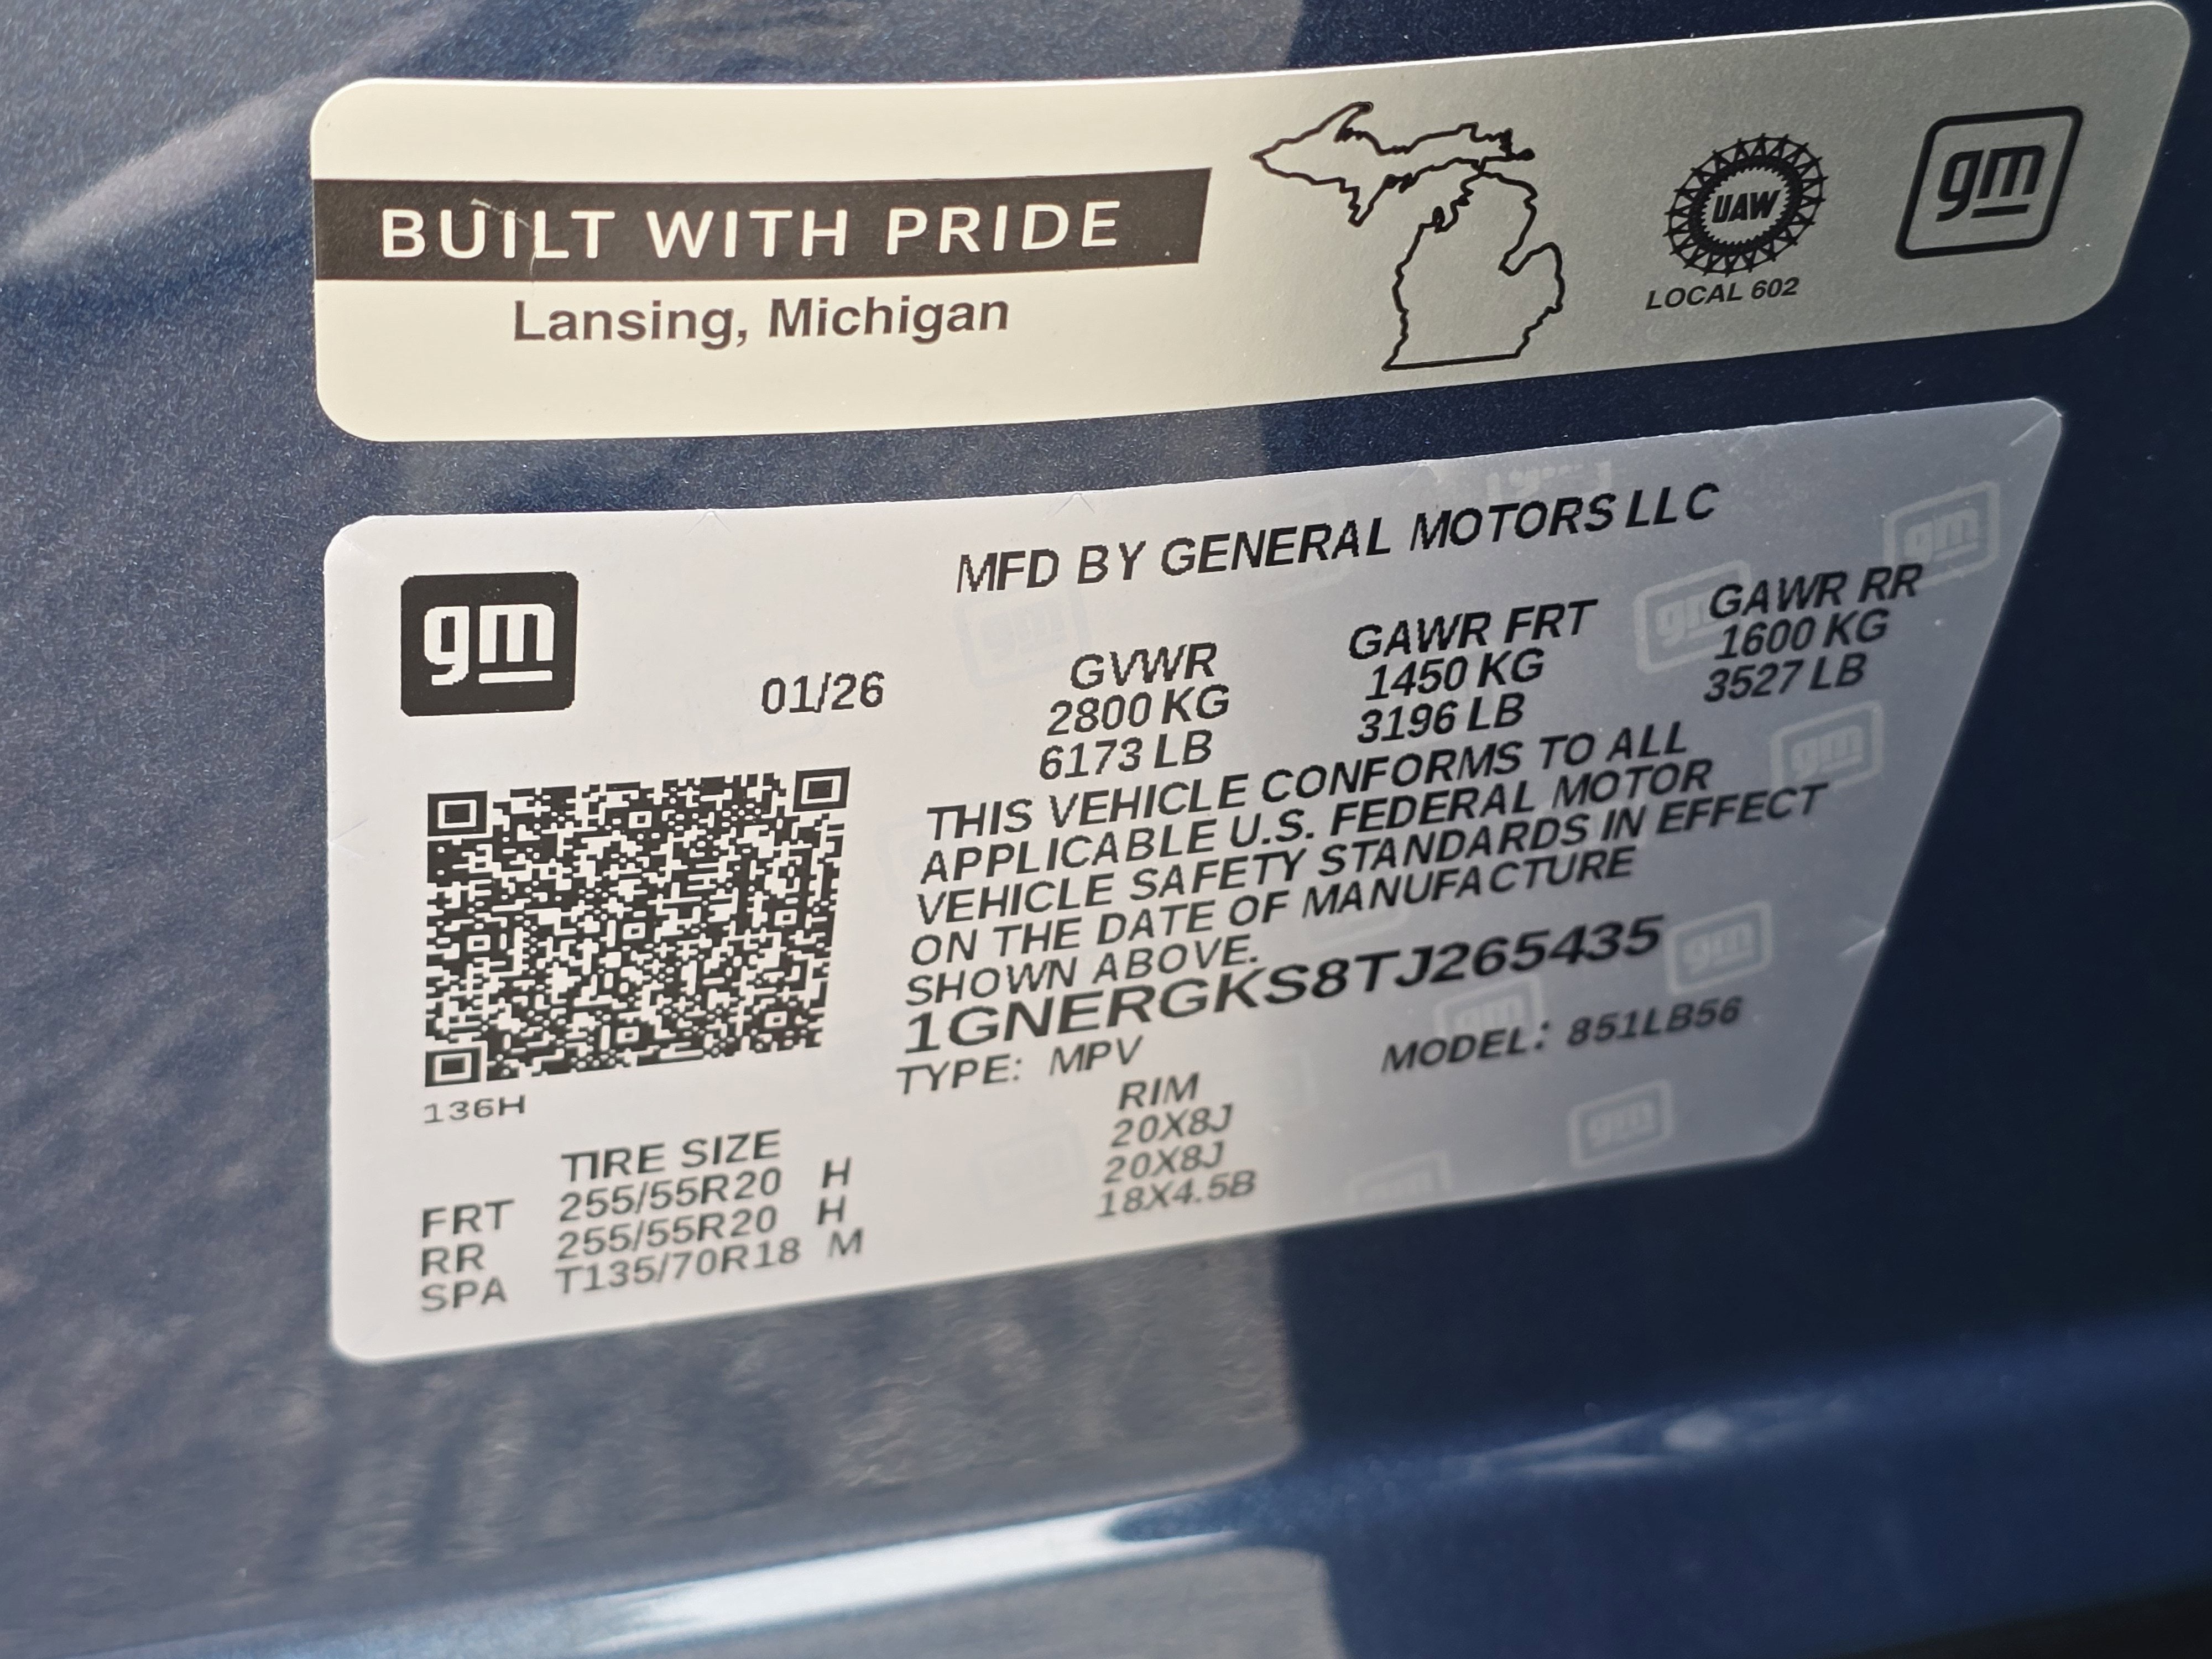 BUILT WITH PRIDE
Lansing, Michigan
UAW
LOCAL 602
gm
MFD BY GENERAL MOTORS LLC
gm
01/26
GVWR GAWR FRT GAWR RR
2800 KG 1450 KG 1600 KG
6173 LB 3196 LB 3527 LB
THIS VEHICLE CONFORMS TO ALL
APPLICABLE U.S. FEDERAL MOTOR
VEHICLE SAFETY STANDARDS IN EFFECT
ON THE DATE OF MANUFACTURE
SHOWN ABOVE.
1GNERGKS8TJ265435
TYPE: MPV MODEL: 851LB56
136H
TIRE SIZE RIM
FRT 255/55R20 H 20X8J
RR 255/55R20 H 20X8J
SPA T135/70R18 M 18X4.5B